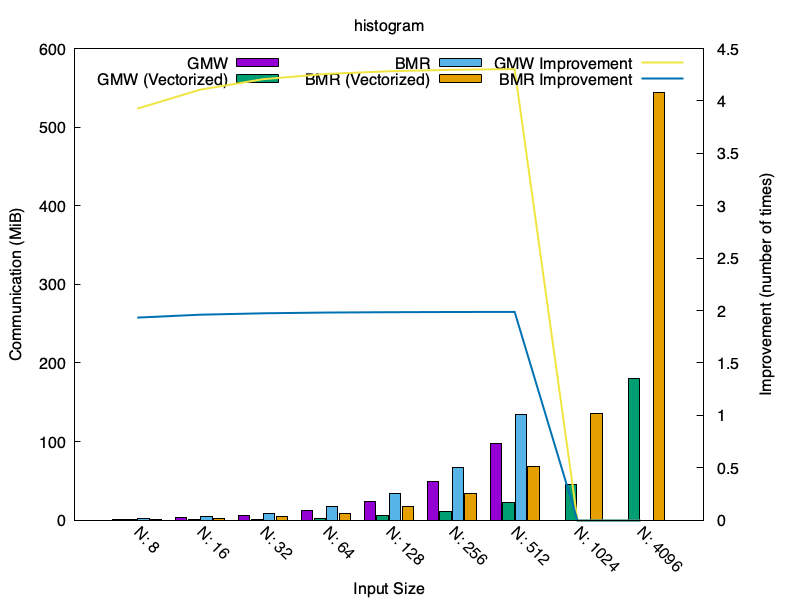 histogram
GMW BMR GMW Improvement
GMW (Vectorized) BMR (Vectorized) BMR Improvement
600
500
400
300
200
100
0
4.5
4
3.5
3
2.5
2
1.5
1
0.5
0
Communication (MiB)
Improvement (number of times)
N: 8
N: 16
N: 32
N: 64
N: 128
N: 256
N: 512
N: 1024
N: 4096
Input Size